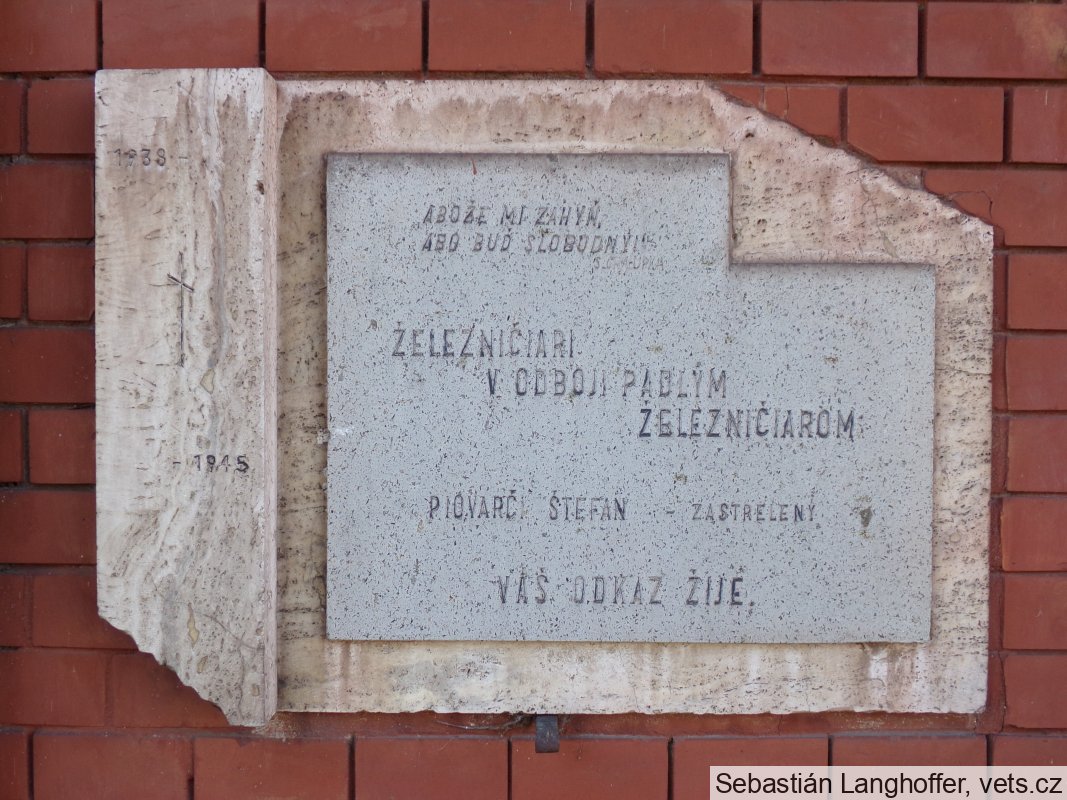 1938 -
- 1945
ABOŽE MI ZAHYŇ,
ABO BUĎ SLOBODNÝ!
ŽELEZNIČIARI
V ODBOJI PADLÝM
ŽELEZNIČIAROM:
PIOVARČI ŠTEFAN - ZASTRELENÝ
VÁŠ ODKAZ ŽIJE.
Sebastián Langhoffer, vets.cz